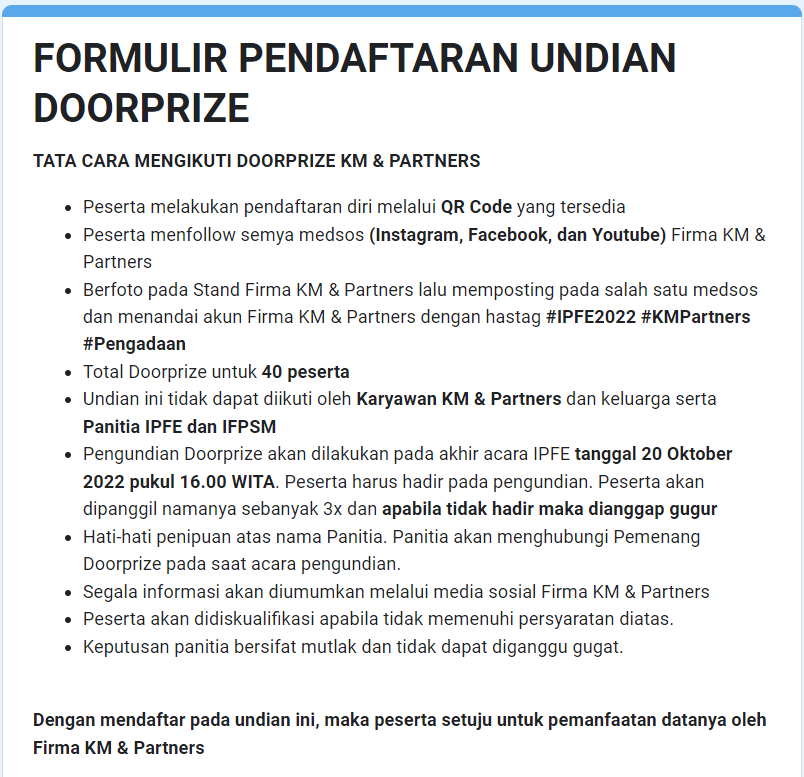 FORMULIR PENDAFTARAN UNDIAN
DOORPRIZE
TATA CARA MENGIKUTI DOORPRIZE KM & PARTNERS
• Peserta melakukan pendaftaran diri melalui QR Code yang tersedia
• Peserta menfollow semya medsos (Instagram, Facebook, dan Youtube) Firma KM &
Partners
• Berfoto pada Stand Firma KM & Partners lalu memposting pada salah satu medsos
dan menandai akun Firma KM & Partners dengan hastag #IPFE2022 #KMPartners
#Pengadaan
• Total Doorprize untuk 40 peserta
• Undian ini tidak dapat diikuti oleh Karyawan KM & Partners dan keluarga serta
Panitia IPFE dan IFPSM
• Pengundian Doorprize akan dilakukan pada akhir acara IPFE tanggal 20 Oktober
2022 pukul 16.00 WITA. Peserta harus hadir pada pengundian. Peserta akan
dipanggil namanya sebanyak 3x dan apabila tidak hadir maka dianggap gugur
• Hati-hati penipuan atas nama Panitia. Panitia akan menghubungi Pemenang
Doorprize pada saat acara pengundian.
• Segala informasi akan diumumkan melalui media sosial Firma KM & Partners
• Peserta akan didiskualifikasi apabila tidak memenuhi persyaratan diatas.
• Keputusan panitia bersifat mutlak dan tidak dapat diganggu gugat.
Dengan mendaftar pada undian ini, maka peserta setuju untuk pemanfaatan datanya oleh
Firma KM & Partners